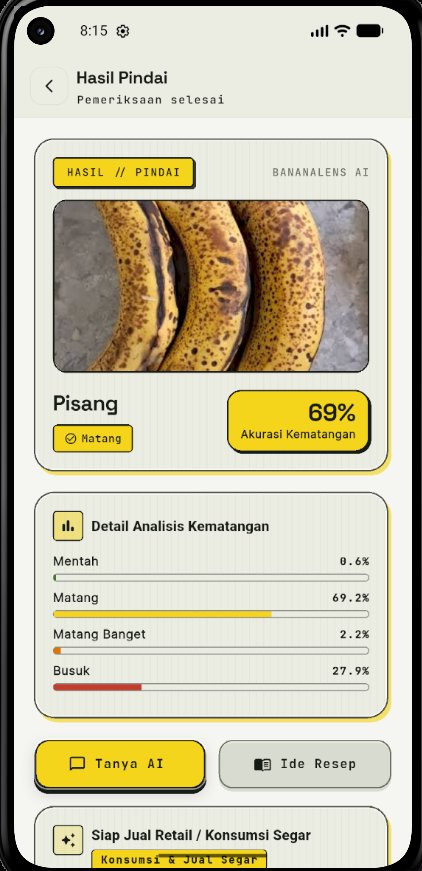 8:15
Hasil Pindai
Pemeriksaan selesai
HASIL // PINDAI
BANANALENS AI
Pisang
Matang
69%
Akurasi Kematangan
Detail Analisis Kematangan
Mentah 0.6%
Matang 69.2%
Matang Banget 2.2%
Busuk 27.9%
Tanya AI
Ide Resep
Siap Jual Retail / Konsumsi Segar
Konsumsi & Jual Segar